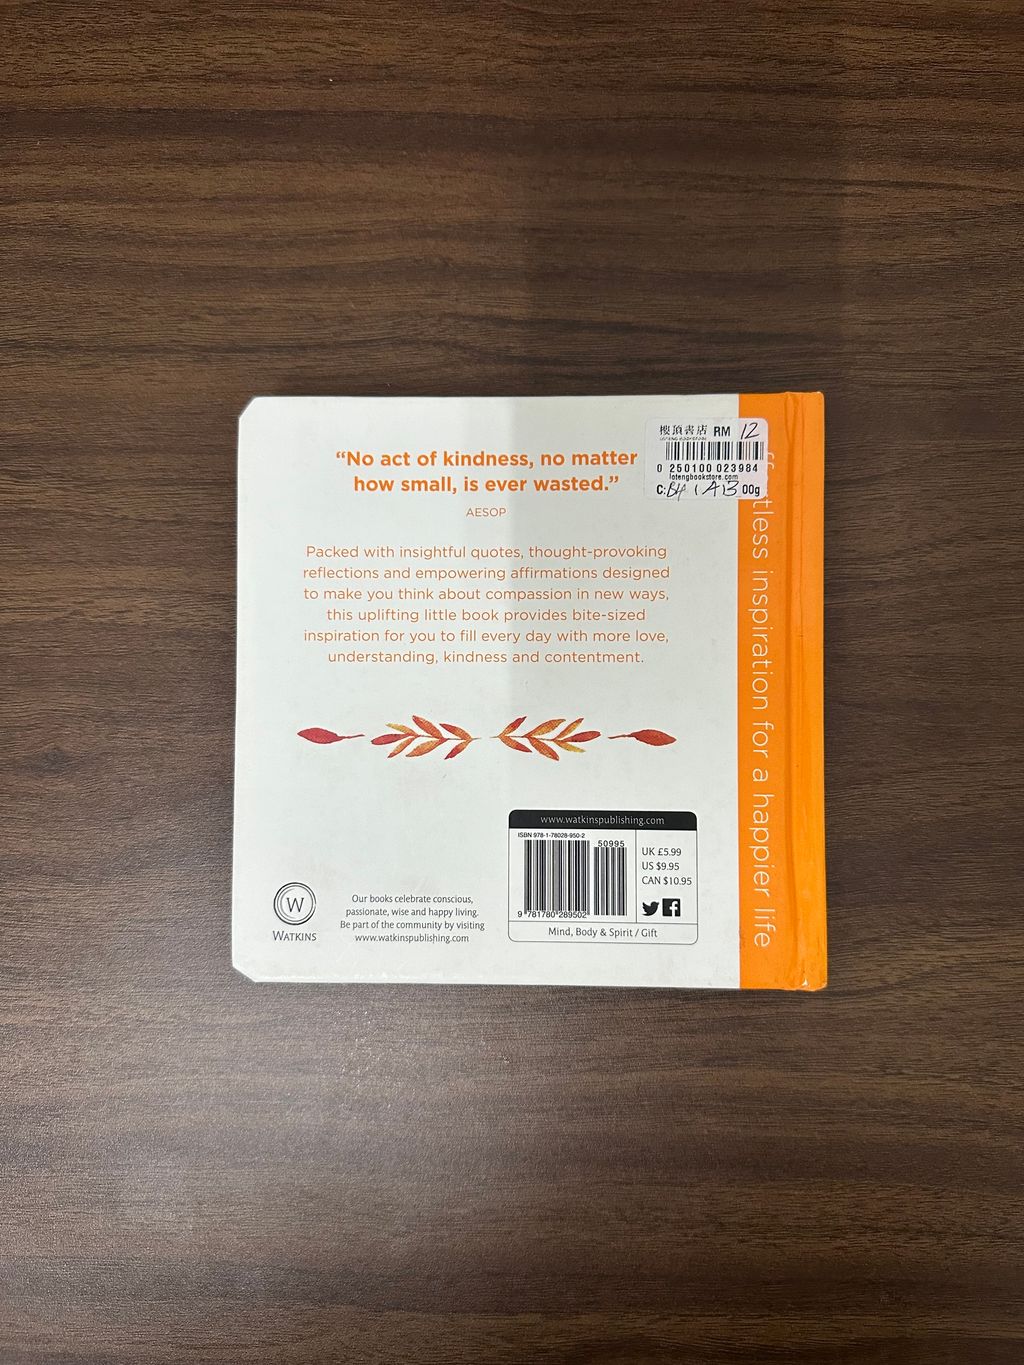 “No act of kindness, no matter
how small, is ever wasted.”
AESOP
Packed with insightful quotes, thought-provoking
reflections and empowering affirmations designed
to make you think about compassion in new ways,
this uplifting little book provides bite-sized
inspiration for you to fill every day with more love,
understanding, kindness and contentment.
樓頂書店 RM 12
0 250100 023984
lotengbookstore.com
C: 00g
tless inspiration for a happier life
www.watkinspublishing.com
ISBN 978-1-78028-950-2
50995
9 781780 289502
UK £5.99
US $9.95
CAN $10.95
Mind, Body & Spirit / Gift
W
WATKINS
Our books celebrate conscious,
passionate, wise and happy living.
Be part of the community by visiting
www.watkinspublishing.com